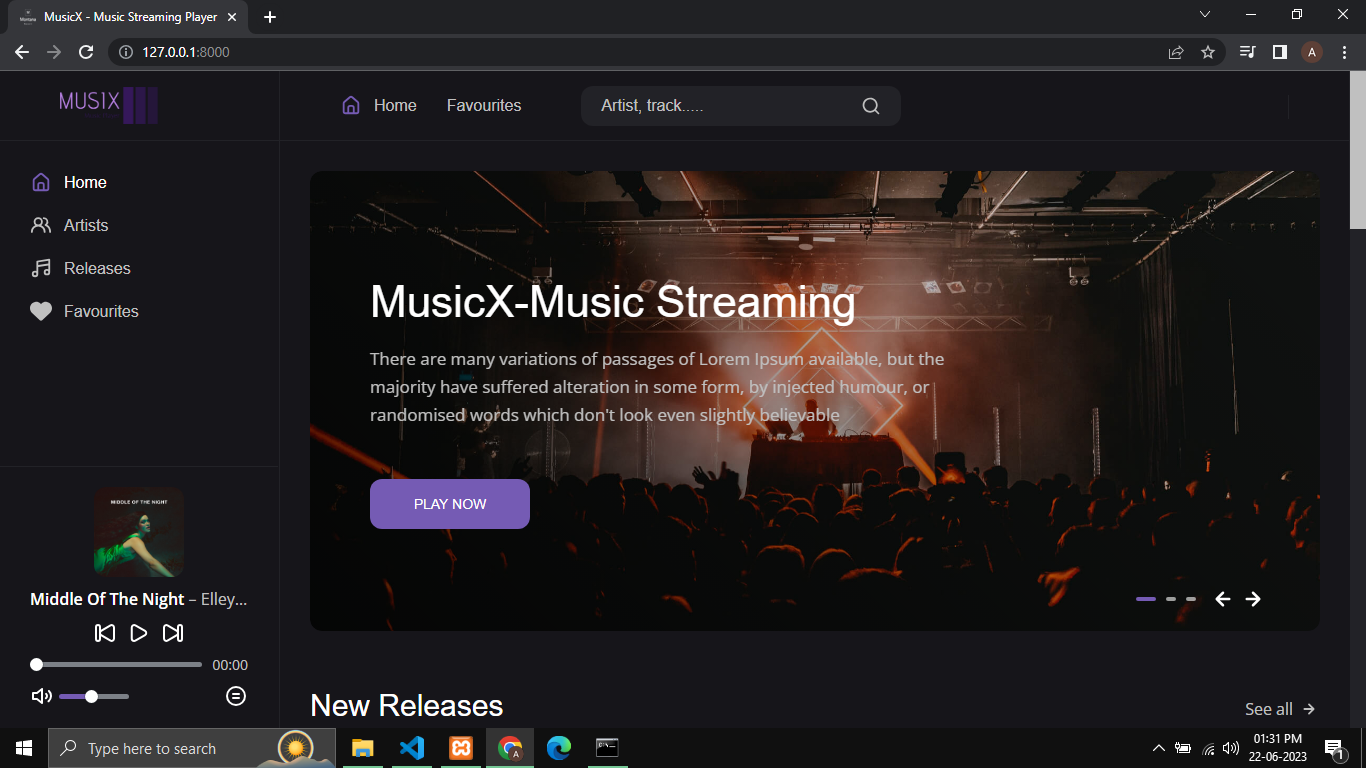 MusicX - Music Streaming Player
127.0.0.1:8000
MUSIX
Home
Favourites
Artist, track.....
Home
Artists
Releases
Favourites
MusicX-Music Streaming
There are many variations of passages of Lorem Ipsum available, but the
majority have suffered alteration in some form, by injected humour, or
randomised words which don't look even slightly believable
PLAY NOW
MIDDLE OF THE NIGHT
Middle Of The Night – Elley...
00:00
New Releases
See all
Type here to search
A
A
01:31 PM
22-06-2023
1